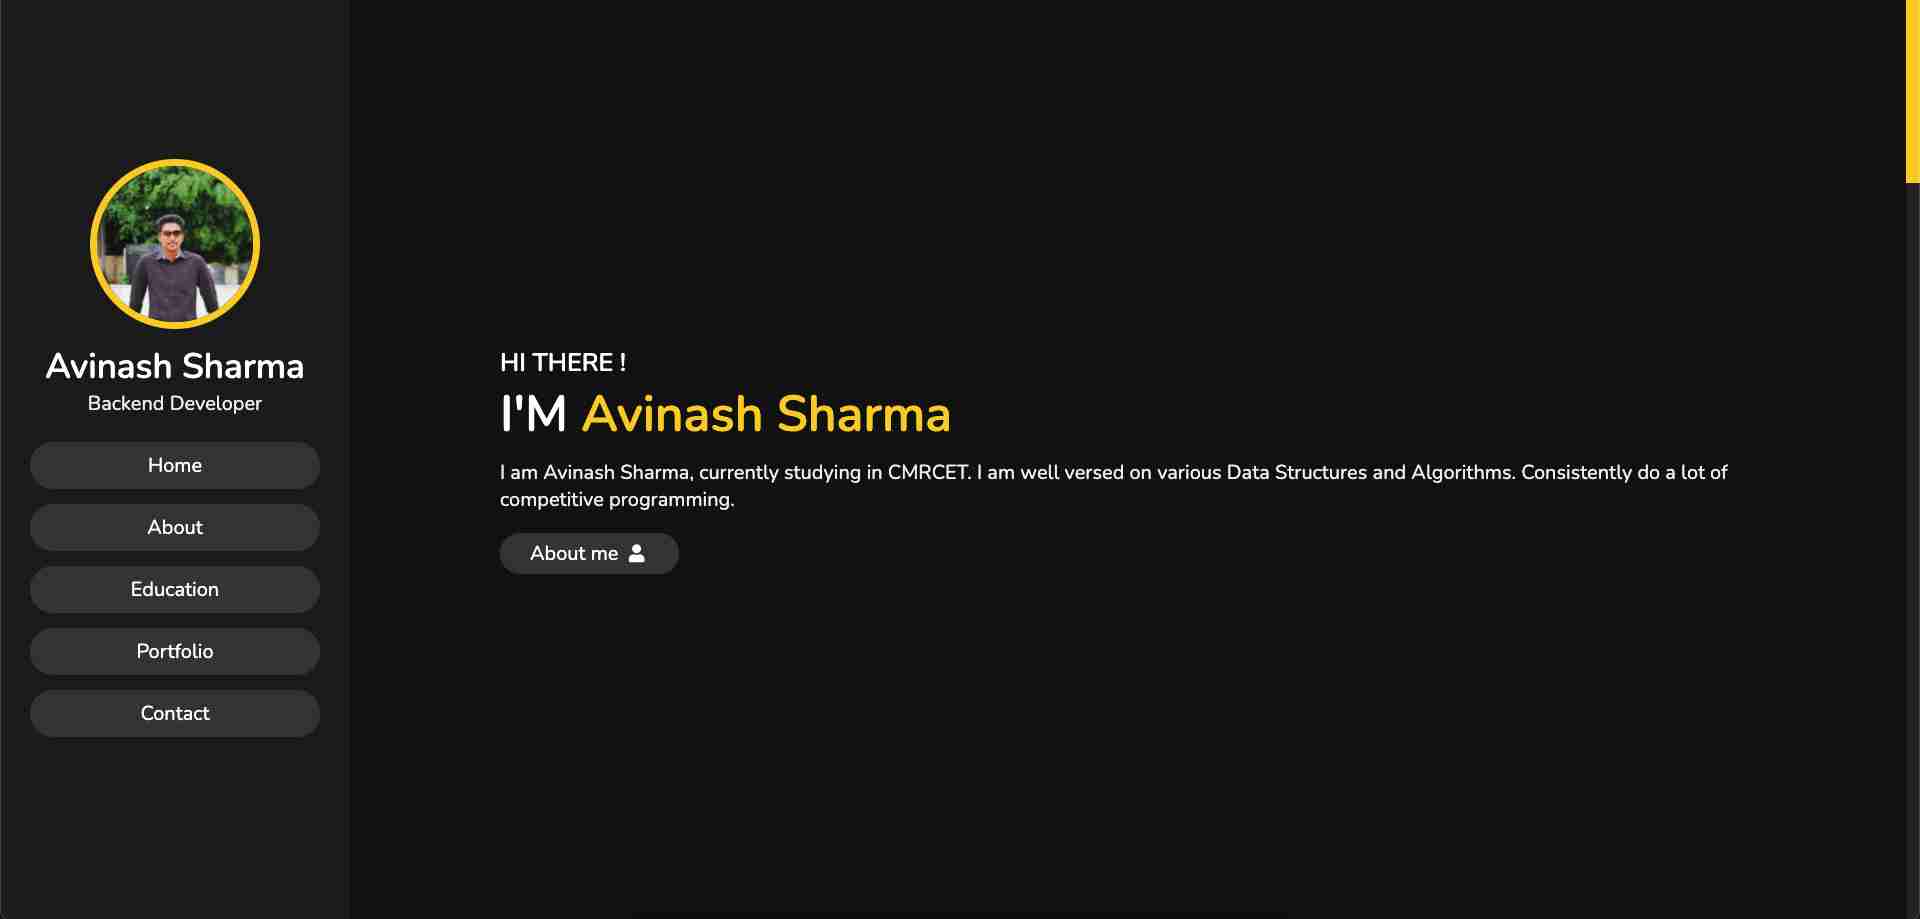 Avinash Sharma
Backend Developer
Home
About
Education
Portfolio
Contact
HI THERE !
I'M Avinash Sharma
I am Avinash Sharma, currently studying in CMRCET. I am well versed on various Data Structures and Algorithms. Consistently do a lot of
competitive programming.
About me